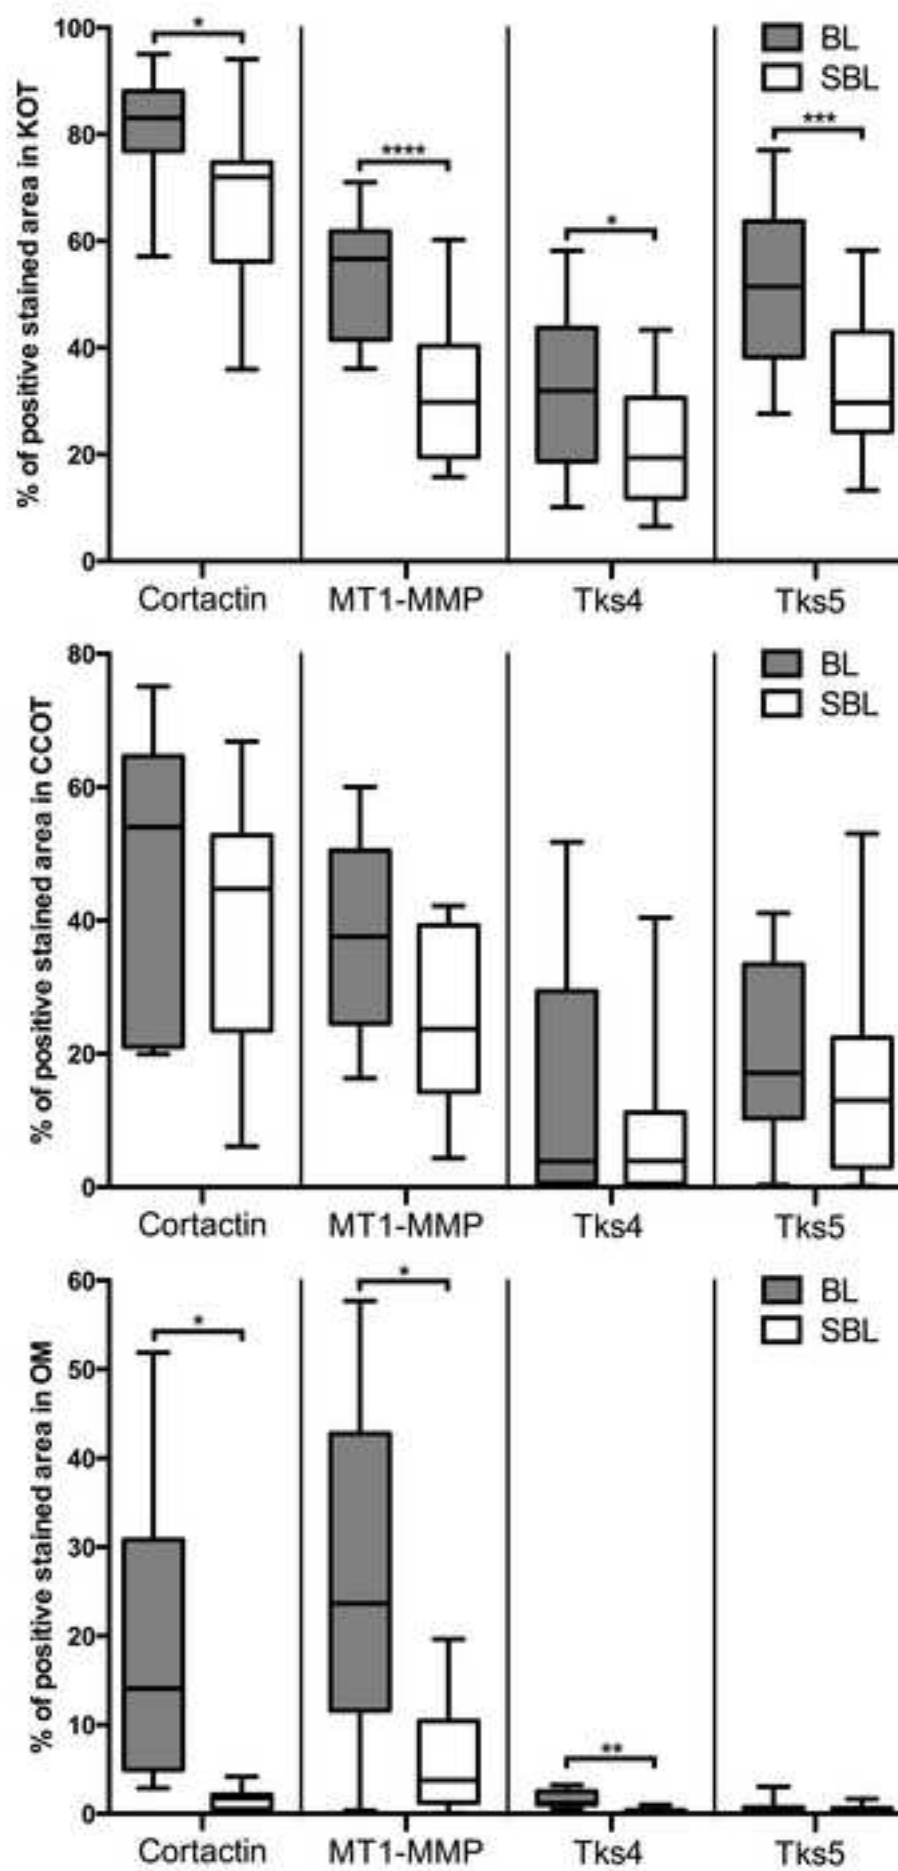 % of positive stained area in KOT
100
80
60
40
20
0
*
****
*
***
BL
SBL
Cortactin
MT1-MMP
Tks4
Tks5
% of positive stained area in CCOT
80
60
40
20
0
BL
SBL
Cortactin
MT1-MMP
Tks4
Tks5
% of positive stained area in OM
60
50
40
30
20
10
0
*
*
**
BL
SBL
Cortactin
MT1-MMP
Tks4
Tks5